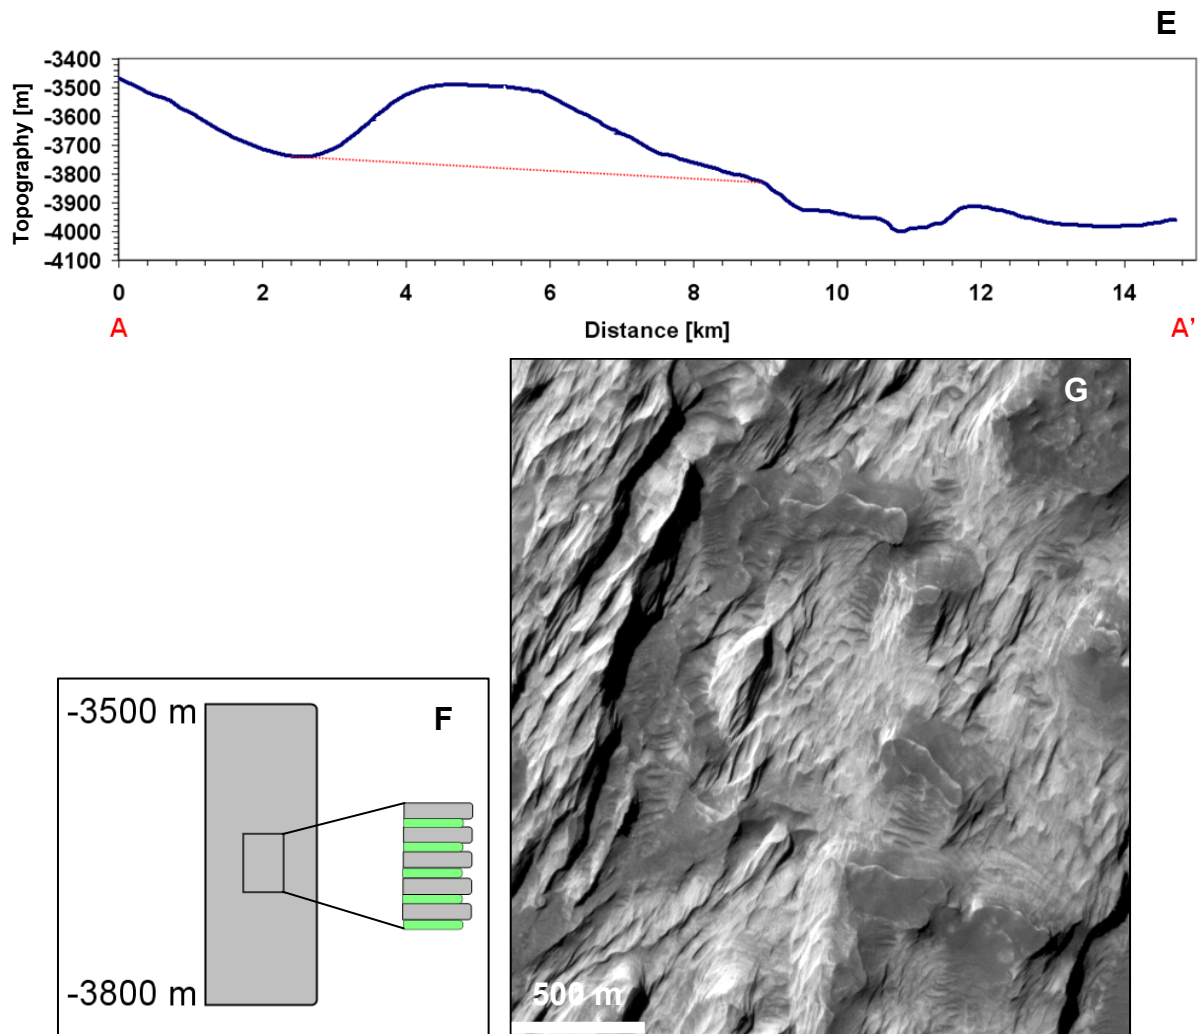 E
Topography [m]
-3400
-3500
-3600
-3700
-3800
-3900
-4000
-4100
0 2 4 6 8 10 12 14
A Distance [km] A’
G
500 m
F
-3500 m
-3800 m